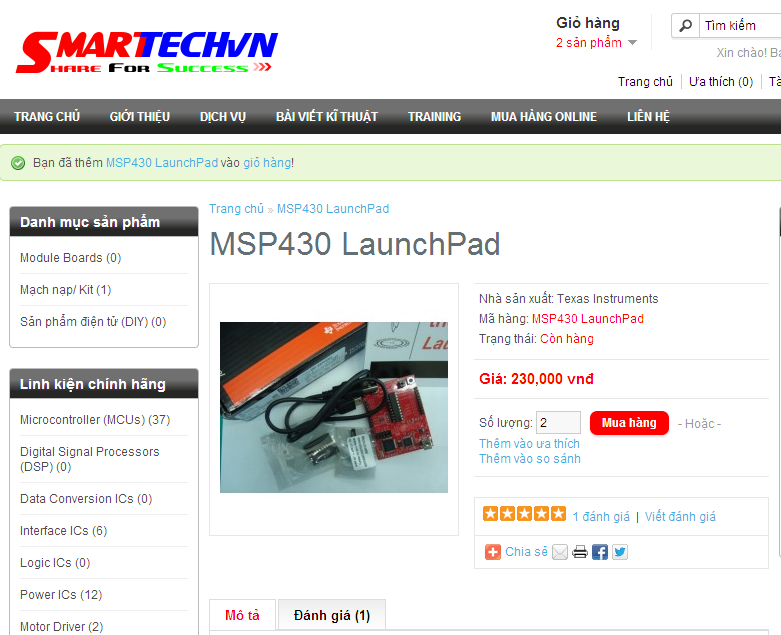 SMARTTECHVN
SHARE FOR SUCCESS
Giỏ hàng
2 sản phẩm
Tìm kiếm
Xin chào!
Trang chủ
Ưa thích (0)
TRANG CHỦ
GIỚI THIỆU
DỊCH VỤ
BÀI VIẾT KĨ THUẬT
TRAINING
MUA HÀNG ONLINE
LIÊN HỆ
Bạn đã thêm MSP430 LaunchPad vào giỏ hàng!
Danh mục sản phẩm
Module Boards (0)
Mạch nạp/ Kit (1)
Sản phẩm điện tử (DIY) (0)
Linh kiện chính hãng
Microcontroller (MCUs) (37)
Digital Signal Processors
(DSP) (0)
Data Conversion ICs (0)
Interface ICs (6)
Logic ICs (0)
Power ICs (12)
Motor Driver (2)
Trang chủ » MSP430 LaunchPad
MSP430 LaunchPad
Nhà sản xuất: Texas Instruments
Mã hàng: MSP430 LaunchPad
Trạng thái: Còn hàng
Giá: 230,000 vnđ
Số lượng: 2 Mua hàng - Hoặc -
Thêm vào ưa thích
Thêm vào so sánh
1 đánh giá | Viết đánh giá
Chia sẻ
Mô tả
Đánh giá (1)